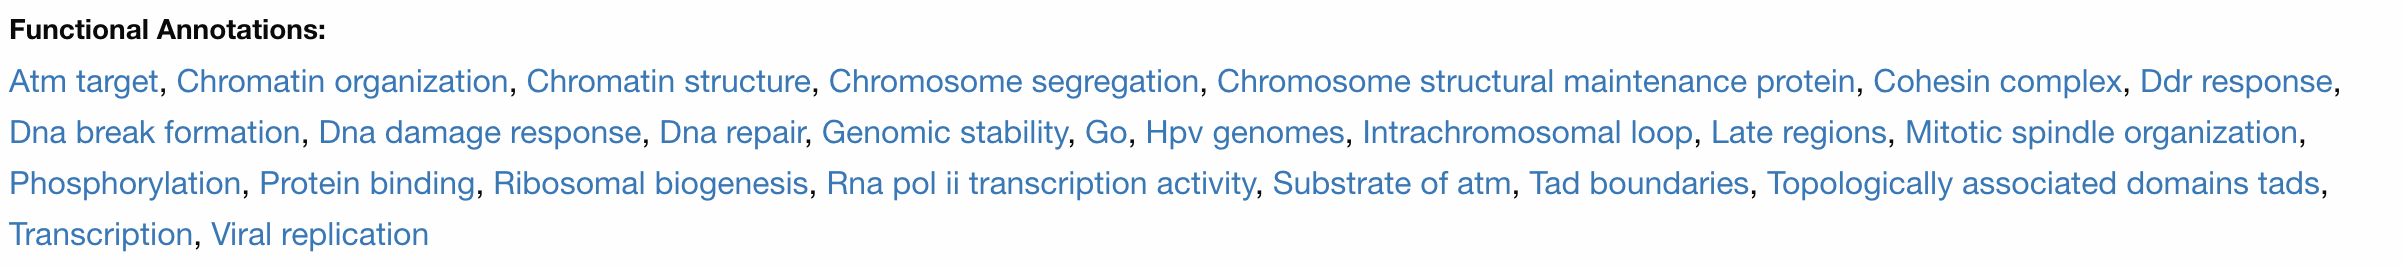 Functional Annotations:
Atm target, Chromatin organization, Chromatin structure, Chromosome segregation, Chromosome structural maintenance protein, Cohesin complex, Ddr response,
Dna break formation, Dna damage response, Dna repair, Genomic stability, Go, Hpv genomes, Intrachromosomal loop, Late regions, Mitotic spindle organization,
Phosphorylation, Protein binding, Ribosomal biogenesis, Rna pol ii transcription activity, Substrate of atm, Tad boundaries, Topologically associated domains tads,
Transcription, Viral replication